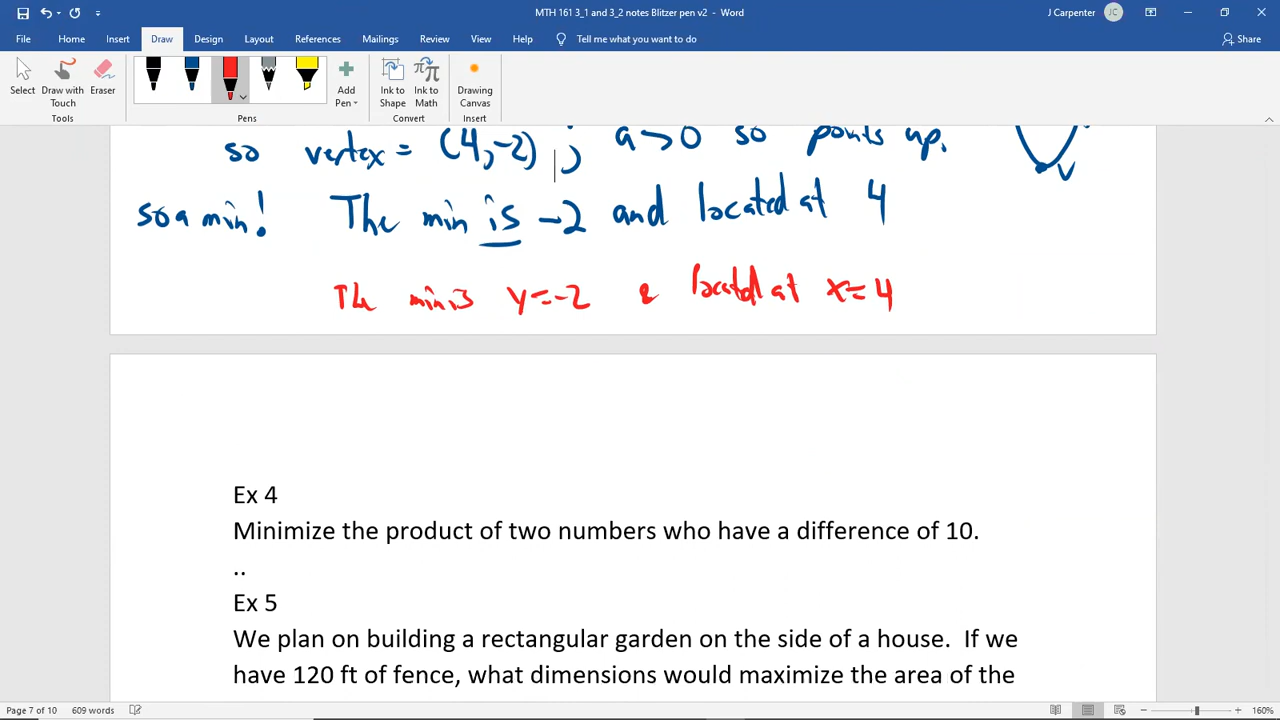 MTH 161 3_1 and 3_2 notes Blitzer pen v2 - Word
J Carpenter JC
File Home Insert Draw Design Layout References Mailings Review View Help Tell me what you want to do Share
Select Draw with Touch Eraser Add Pen Ink to Shape Ink to Math Drawing Canvas
Tools Pens Convert Insert
so vertex = (4,-2) ; a>0 so points up. V
so a min! The min is -2 and located at 4
The min is y=-2 & located at x=4
Ex 4
Minimize the product of two numbers who have a difference of 10.
..
Ex 5
We plan on building a rectangular garden on the side of a house. If we
have 120 ft of fence, what dimensions would maximize the area of the
Page 7 of 10 609 words 160%